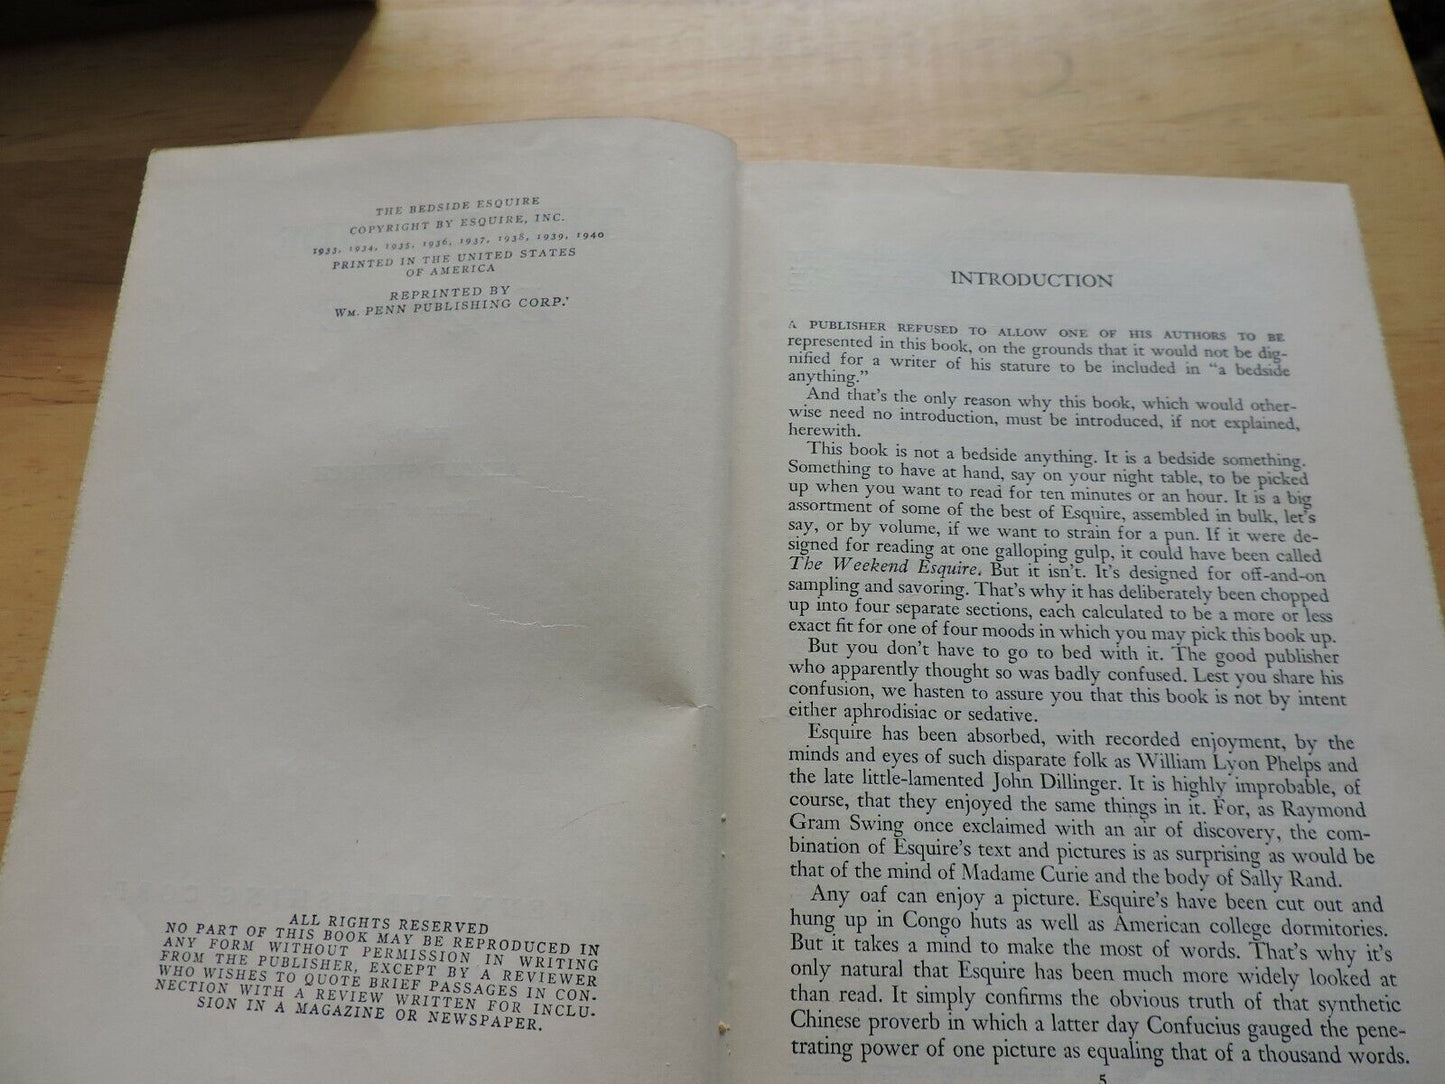 THE BEDSIDE ESQUIRE
COPYRIGHT BY ESQUIRE, INC.
1933, 1934, 1935, 1936, 1937, 1938, 1939, 1940
PRINTED IN THE UNITED STATES
OF AMERICA
REPRINTED BY
WM. PENN PUBLISHING CORP.
ALL RIGHTS RESERVED
NO PART OF THIS BOOK MAY BE REPRODUCED IN
ANY FORM WITHOUT PERMISSION IN WRITING
FROM THE PUBLISHER, EXCEPT BY A REVIEWER
WHO WISHES TO QUOTE BRIEF PASSAGES IN CON-
NECTION WITH A REVIEW WRITTEN FOR INCLU-
SION IN A MAGAZINE OR NEWSPAPER.
INTRODUCTION
A PUBLISHER REFUSED TO ALLOW ONE OF HIS AUTHORS TO BE
represented in this book, on the grounds that it would not be dig-
nified for a writer of his stature to be included in "a bedside
anything."
And that's the only reason why this book, which would other-
wise need no introduction, must be introduced, if not explained,
herewith.
This book is not a bedside anything. It is a bedside something.
Something to have at hand, say on your night table, to be picked
up when you want to read for ten minutes or an hour. It is a big
assortment of some of the best of Esquire, assembled in bulk, let's
say, or by volume, if we want to strain for a pun. If it were de-
signed for reading at one galloping gulp, it could have been called
The Weekend Esquire. But it isn't. It's designed for off-and-on
sampling and savoring. That's why it has deliberately been chopped
up into four separate sections, each calculated to be a more or less
exact fit for one of four moods in which you may pick this book up.
But you don't have to go to bed with it. The good publisher
who apparently thought so was badly confused. Lest you share his
confusion, we hasten to assure you that this book is not by intent
either aphrodisiac or sedative.
Esquire has been absorbed, with recorded enjoyment, by the
minds and eyes of such disparate folk as William Lyon Phelps and
the late little-lamented John Dillinger. It is highly improbable, of
course, that they enjoyed the same things in it. For, as Raymond
Gram Swing once exclaimed with an air of discovery, the com-
bination of Esquire's text and pictures is as surprising as would be
that of the mind of Madame Curie and the body of Sally Rand.
Any oaf can enjoy a picture. Esquire's have been cut out and
hung up in Congo huts as well as American college dormitories.
But it takes a mind to make the most of words. That's why it's
only natural that Esquire has been much more widely looked at
than read. It simply confirms the obvious truth of that synthetic
Chinese proverb in which a latter day Confucius gauged the pene-
trating power of one picture as equaling that of a thousand words.
5